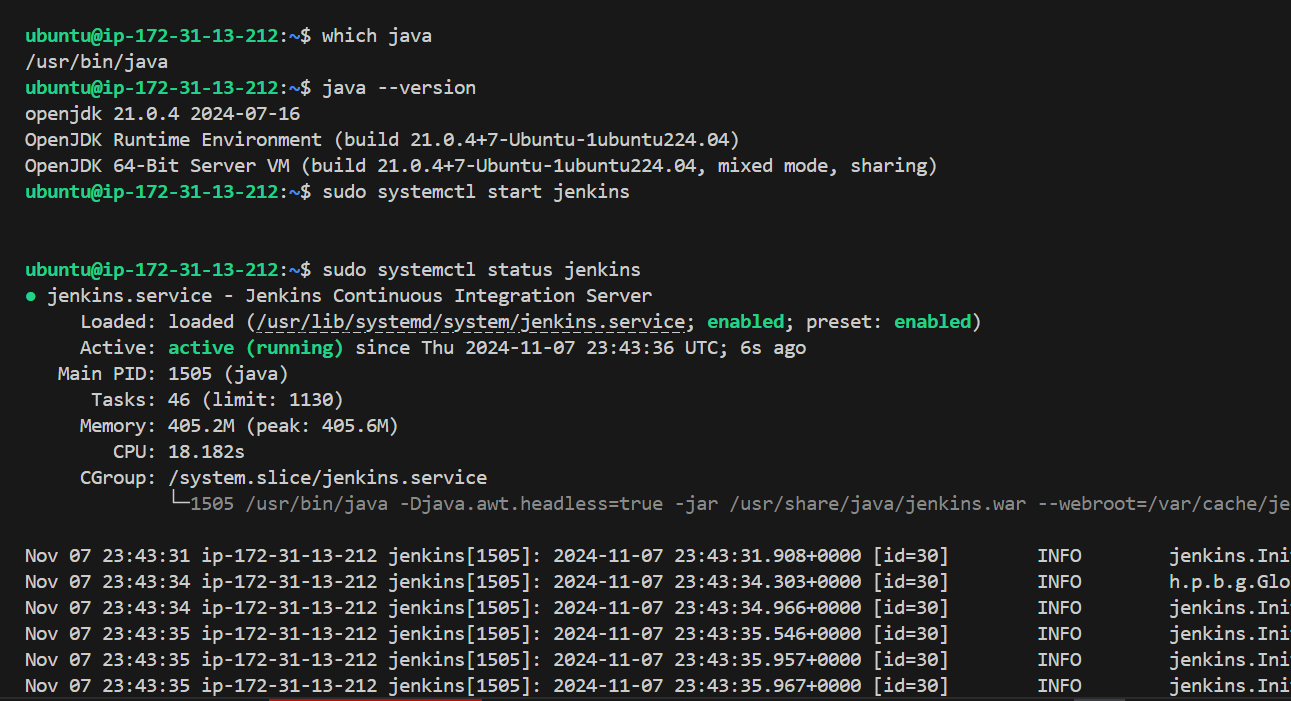 ubuntu@ip-172-31-13-212:~$ which java
/usr/bin/java
ubuntu@ip-172-31-13-212:~$ java --version
openjdk 21.0.4 2024-07-16
OpenJDK Runtime Environment (build 21.0.4+7-Ubuntu-1ubuntu224.04)
OpenJDK 64-Bit Server VM (build 21.0.4+7-Ubuntu-1ubuntu224.04, mixed mode, sharing)
ubuntu@ip-172-31-13-212:~$ sudo systemctl start jenkins
ubuntu@ip-172-31-13-212:~$ sudo systemctl status jenkins
● jenkins.service - Jenkins Continuous Integration Server
Loaded: loaded (/usr/lib/systemd/system/jenkins.service; enabled; preset: enabled)
Active: active (running) since Thu 2024-11-07 23:43:36 UTC; 6s ago
Main PID: 1505 (java)
Tasks: 46 (limit: 1130)
Memory: 405.2M (peak: 405.6M)
CPU: 18.182s
CGroup: /system.slice/jenkins.service
└─1505 /usr/bin/java -Djava.awt.headless=true -jar /usr/share/java/jenkins.war --webroot=/var/cache/je
Nov 07 23:43:31 ip-172-31-13-212 jenkins[1505]: 2024-11-07 23:43:31.908+0000 [id=30] INFO jenkins.Ini
Nov 07 23:43:34 ip-172-31-13-212 jenkins[1505]: 2024-11-07 23:43:34.303+0000 [id=30] INFO h.p.b.g.Glo
Nov 07 23:43:34 ip-172-31-13-212 jenkins[1505]: 2024-11-07 23:43:34.966+0000 [id=30] INFO jenkins.Ini
Nov 07 23:43:35 ip-172-31-13-212 jenkins[1505]: 2024-11-07 23:43:35.546+0000 [id=30] INFO jenkins.Ini
Nov 07 23:43:35 ip-172-31-13-212 jenkins[1505]: 2024-11-07 23:43:35.957+0000 [id=30] INFO jenkins.Ini
Nov 07 23:43:35 ip-172-31-13-212 jenkins[1505]: 2024-11-07 23:43:35.967+0000 [id=30] INFO jenkins.Ini